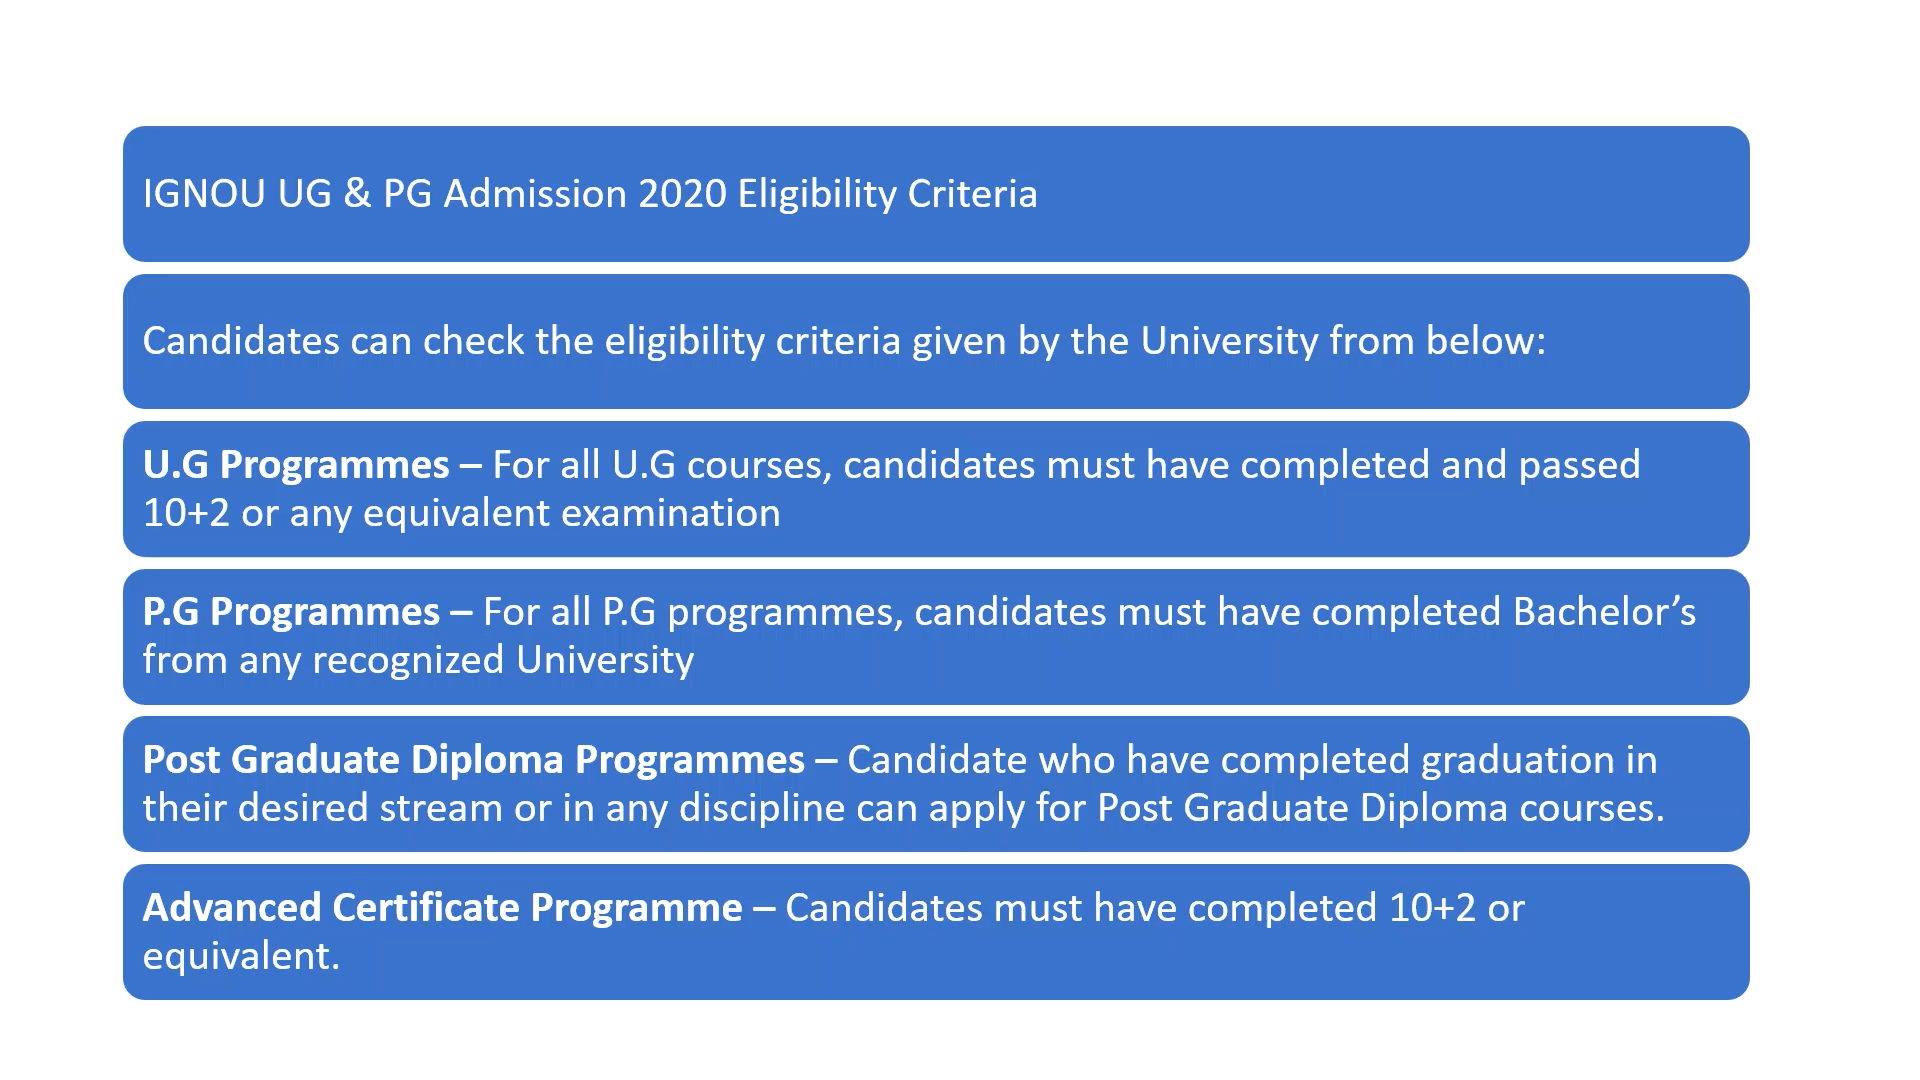 IGNOU UG & PG Admission 2020 Eligibility Criteria
Candidates can check the eligibility criteria given by the University from below:
U.G Programmes – For all U.G courses, candidates must have completed and passed
10+2 or any equivalent examination
P.G Programmes – For all P.G programmes, candidates must have completed Bachelor’s
from any recognized University
Post Graduate Diploma Programmes – Candidate who have completed graduation in
their desired stream or in any discipline can apply for Post Graduate Diploma courses.
Advanced Certificate Programme – Candidates must have completed 10+2 or
equivalent.